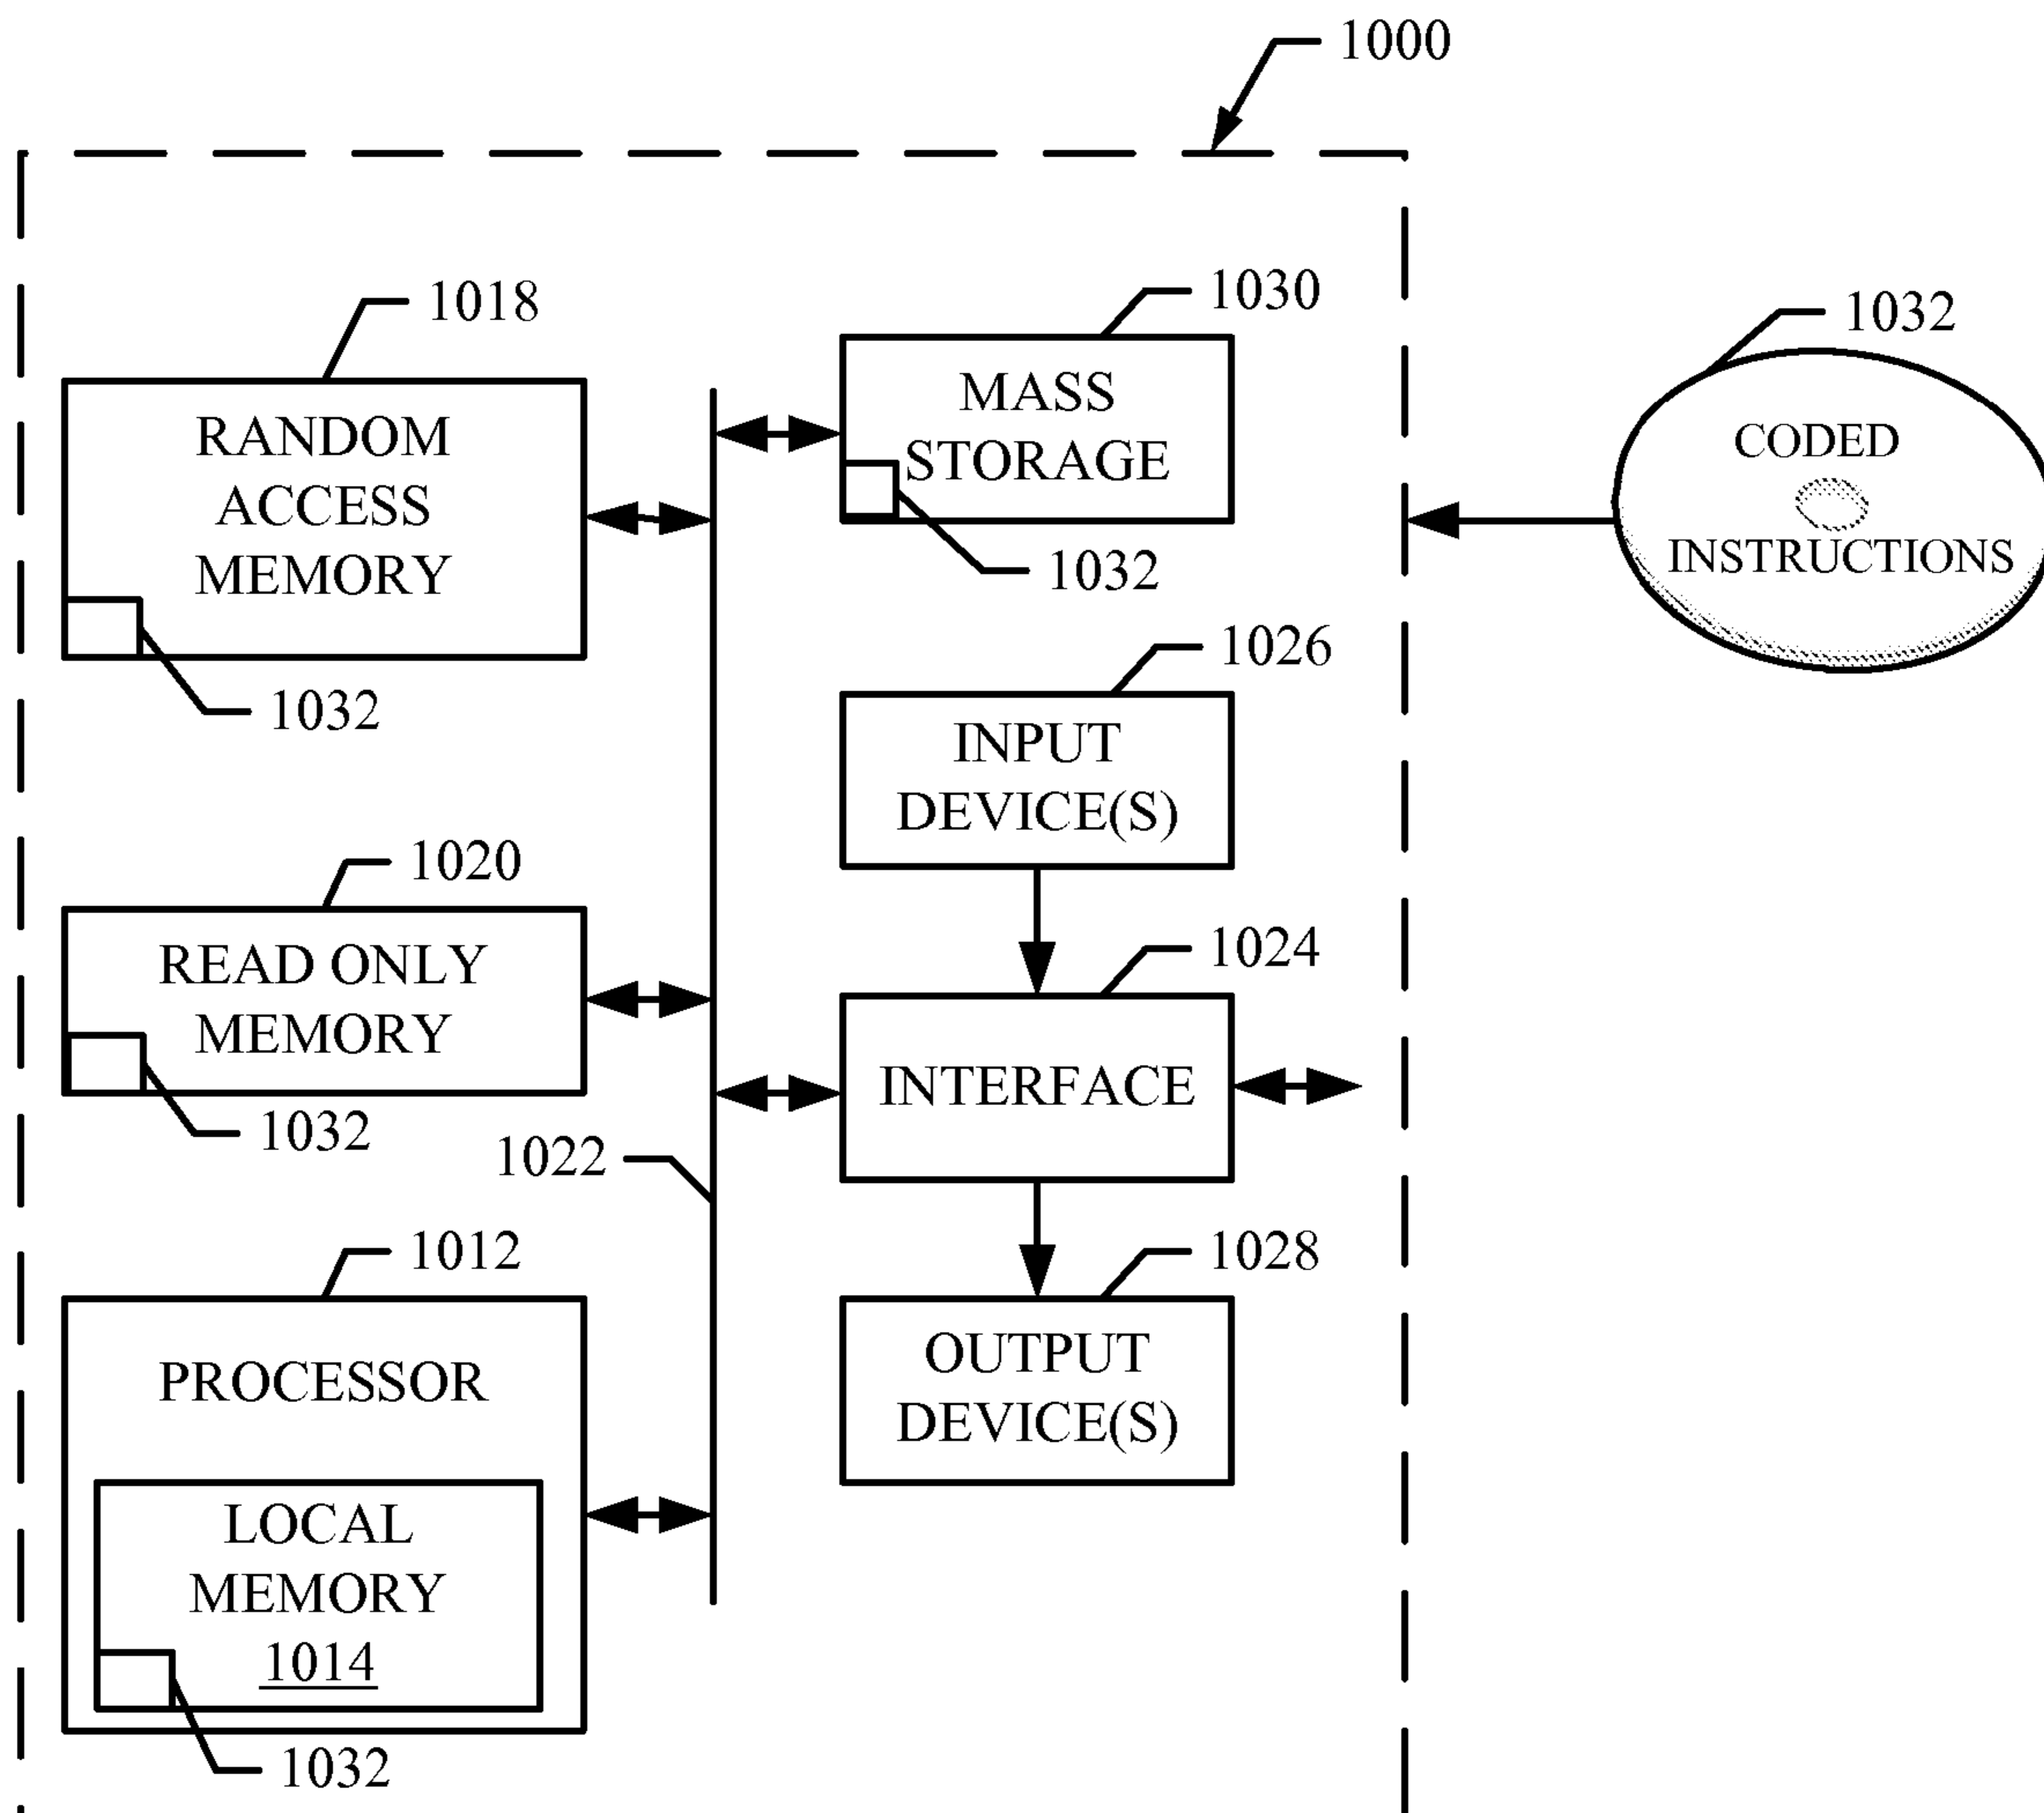 1000
1018
RANDOM
ACCESS
MEMORY
1032
1030
MASS
STORAGE
1032
1032
CODED
INSTRUCTIONS
1026
INPUT
DEVICE(S)
1020
READ ONLY
MEMORY
1032
1024
INTERFACE
1022
1012
PROCESSOR
LOCAL
MEMORY
1014
1032
1028
OUTPUT
DEVICE(S)